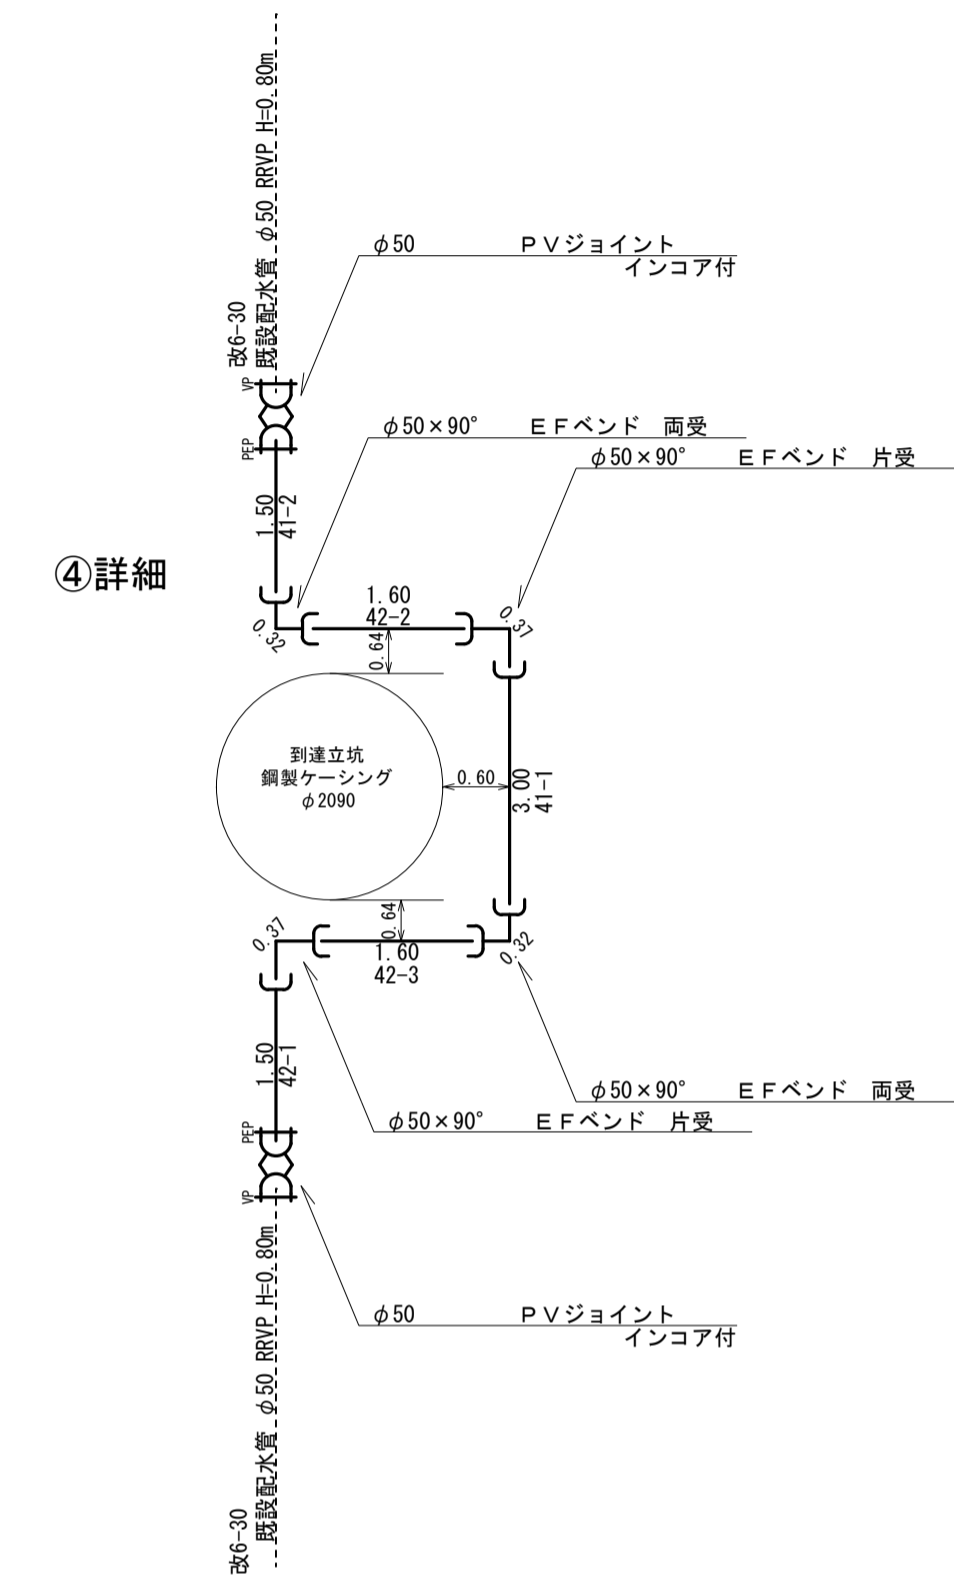 改6-30
既設配水管 φ50 RRVP H=0.80m
φ50 PVジョイント
インコア付
VP
PEP
φ50×90° EFベンド 両受
φ50×90° EFベンド 片受
1.50
41-2
④詳細
0.32
1.60
42-2
0.37
0.64
到達立坑
鋼製ケーシング
φ2090
0.60
3.00
41-1
0.64
0.37
1.60
42-3
0.32
1.50
42-1
φ50×90° EFベンド 両受
φ50×90° EFベンド 片受
PEP
VP
φ50 PVジョイント
インコア付
改6-30
既設配水管 φ50 RRVP H=0.80m